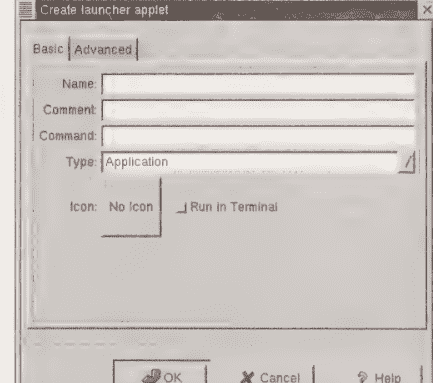 Create launcher applet
Basic Advanced
Name:
Comment:
Command:
Type: Application
Icon: No Icon Run in Terminal
OK Cancel Help